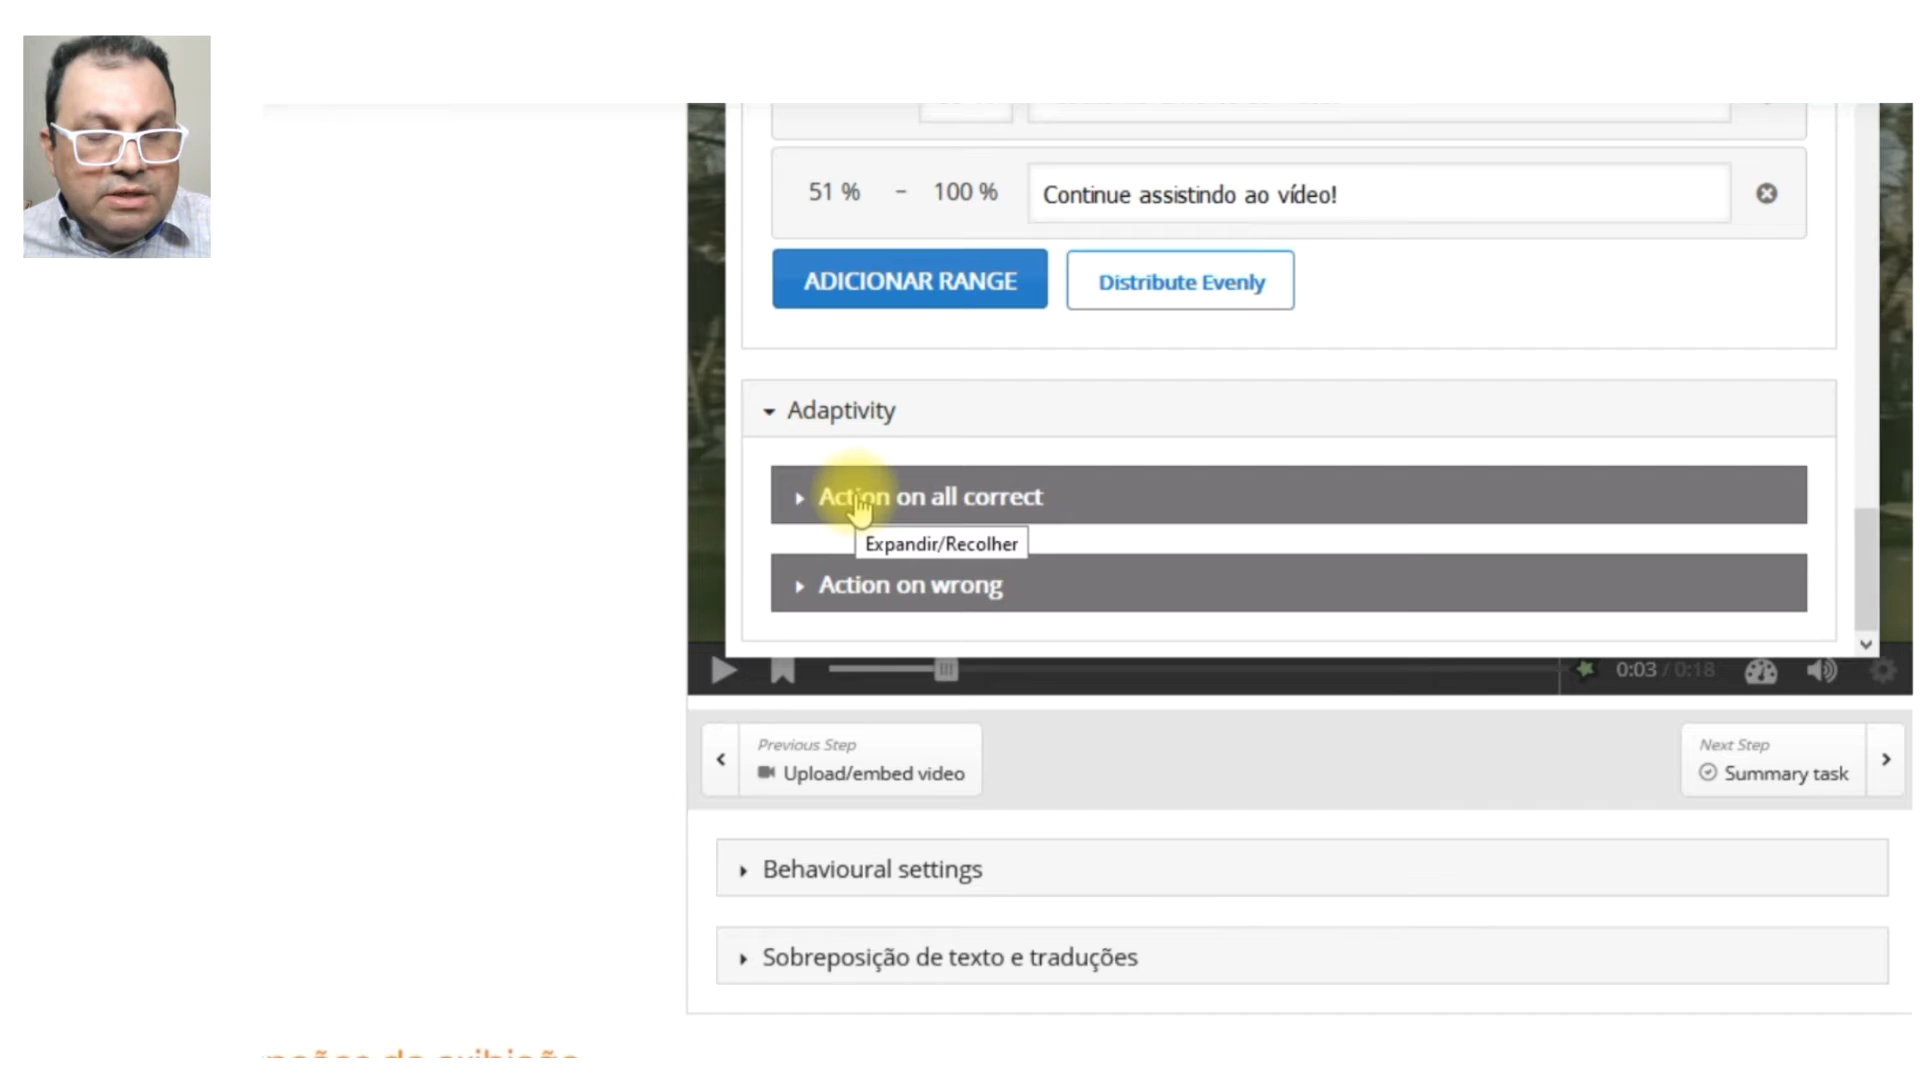 51 % - 100 % Continue assistindo ao vídeo!
ADICIONAR RANGE Distribute Evenly
Adaptivity
Action on all correct
Expandir/Recolher
Action on wrong
0:03 / 0:18
Previous Step
Upload/embed video
Next Step
Summary task
Behavioural settings
Sobreposição de texto e traduções